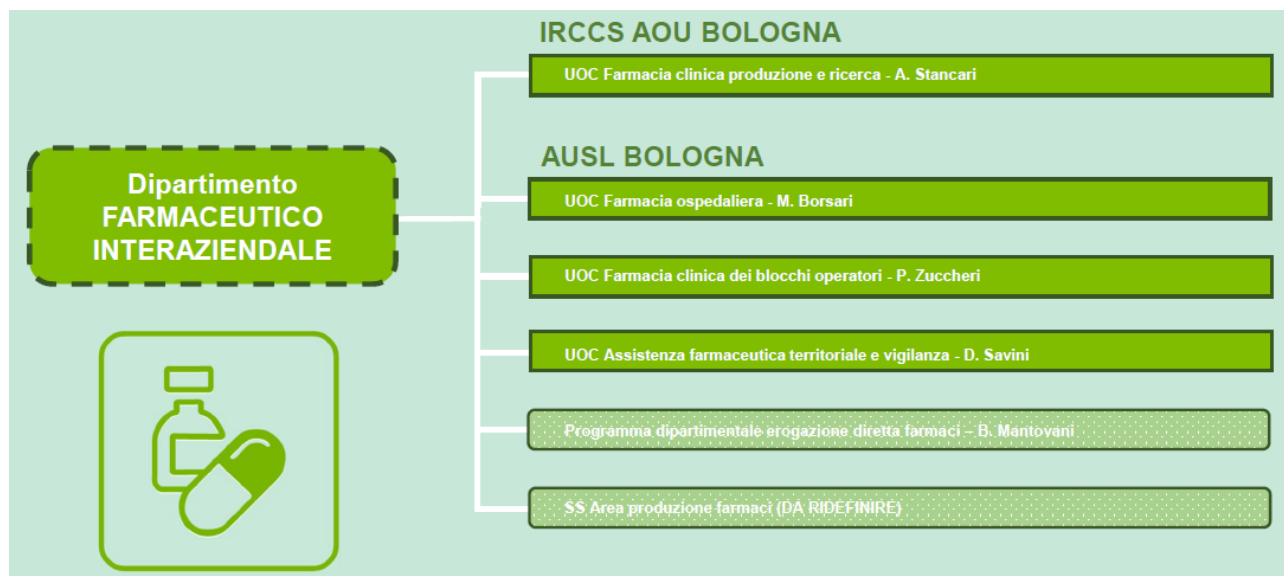 IRCCS AOU BOLOGNA
UOC Farmacia clinica produzione e ricerca - A. Stancari
AUSL BOLOGNA
Dipartimento
FARMACEUTICO
INTERAZIENDALE
UOC Farmacia ospedaliera - M. Borsari
UOC Farmacia clinica dei blocchi operatori - P. Zuccheri
UOC Assistenza farmaceutica territoriale e vigilanza - D. Savini
Programma dipartimentale erogazione diretta farmaci – B. Mantovani
SS Area produzione farmaci (DA RIDEFINIRE)